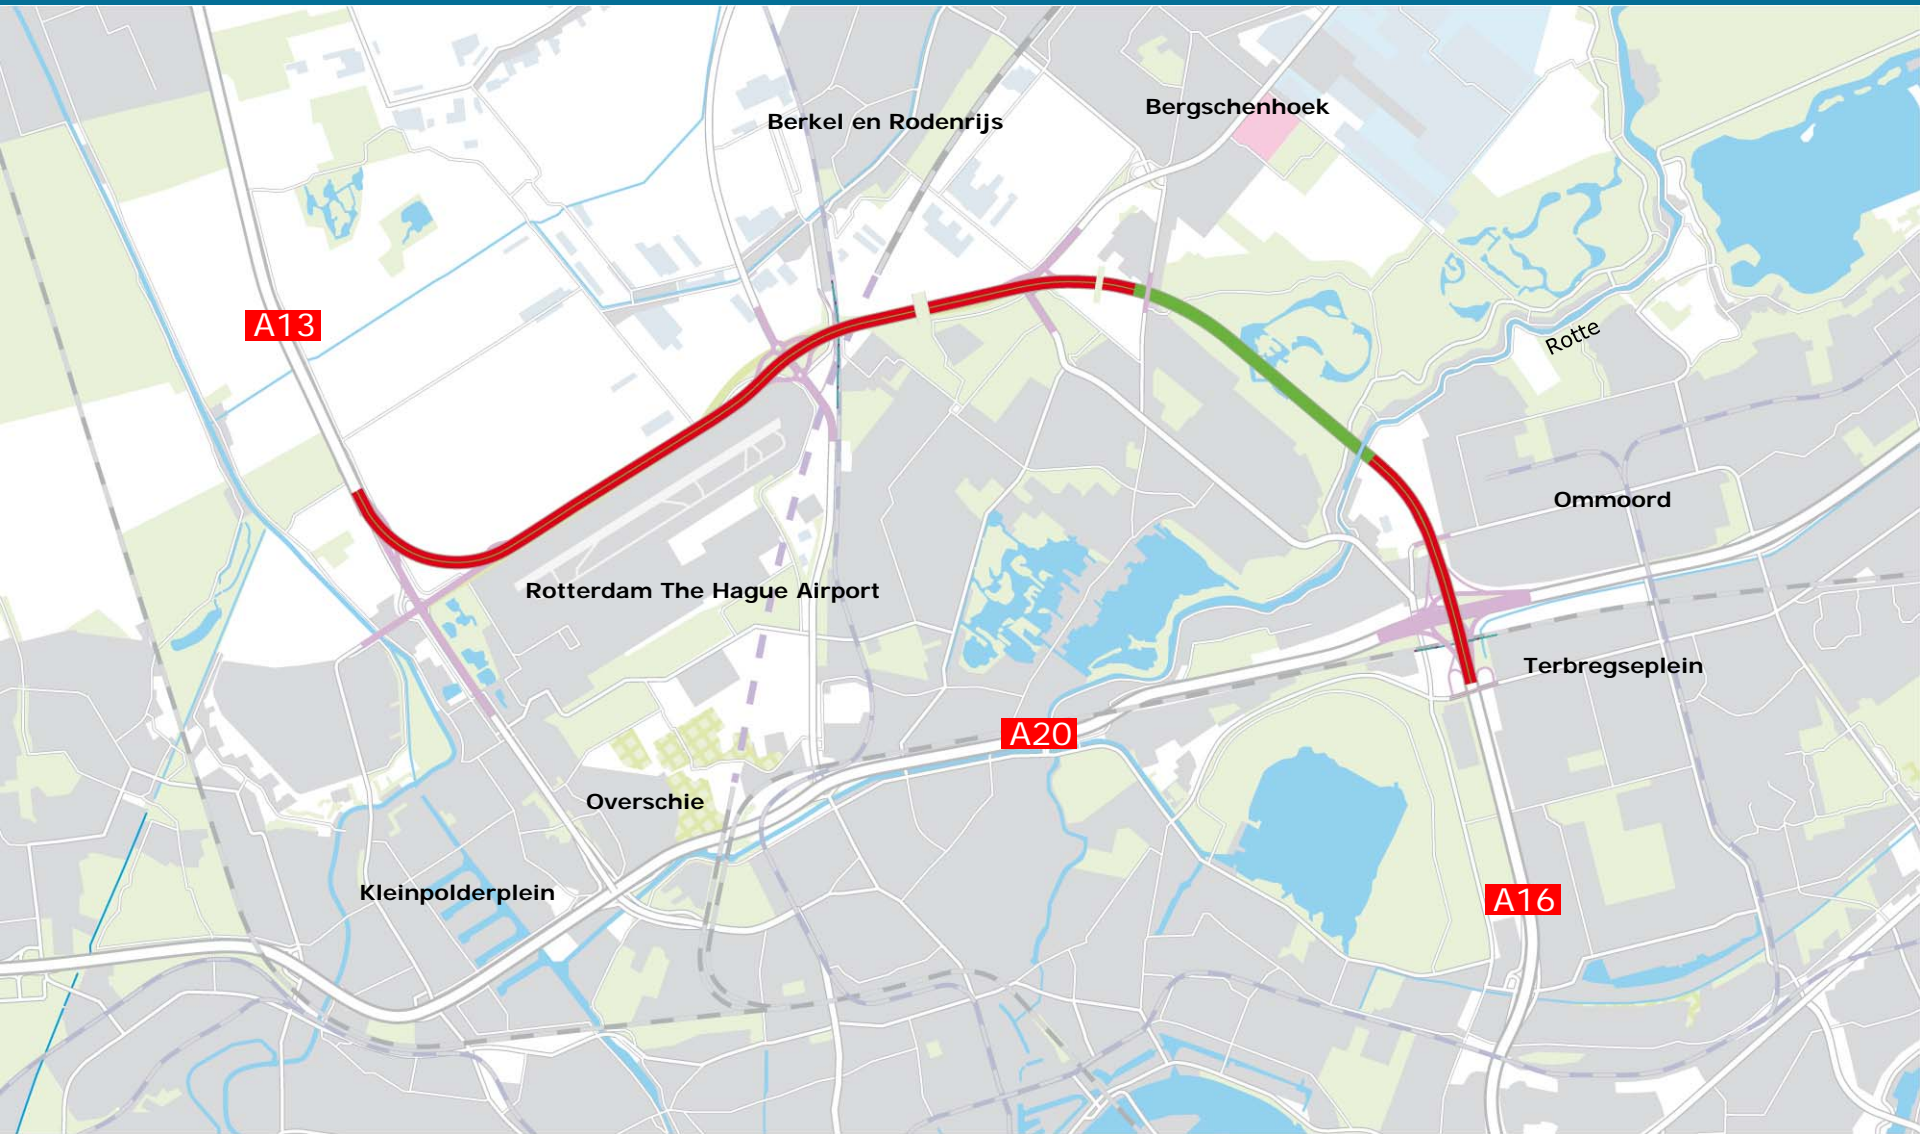 Bergschenhoek
Berkel en Rodenrijs
A13
Rotte
Ommoord
Rotterdam The Hague Airport
Terbregseplein
A20
Overschie
Kleinpolderplein
A16